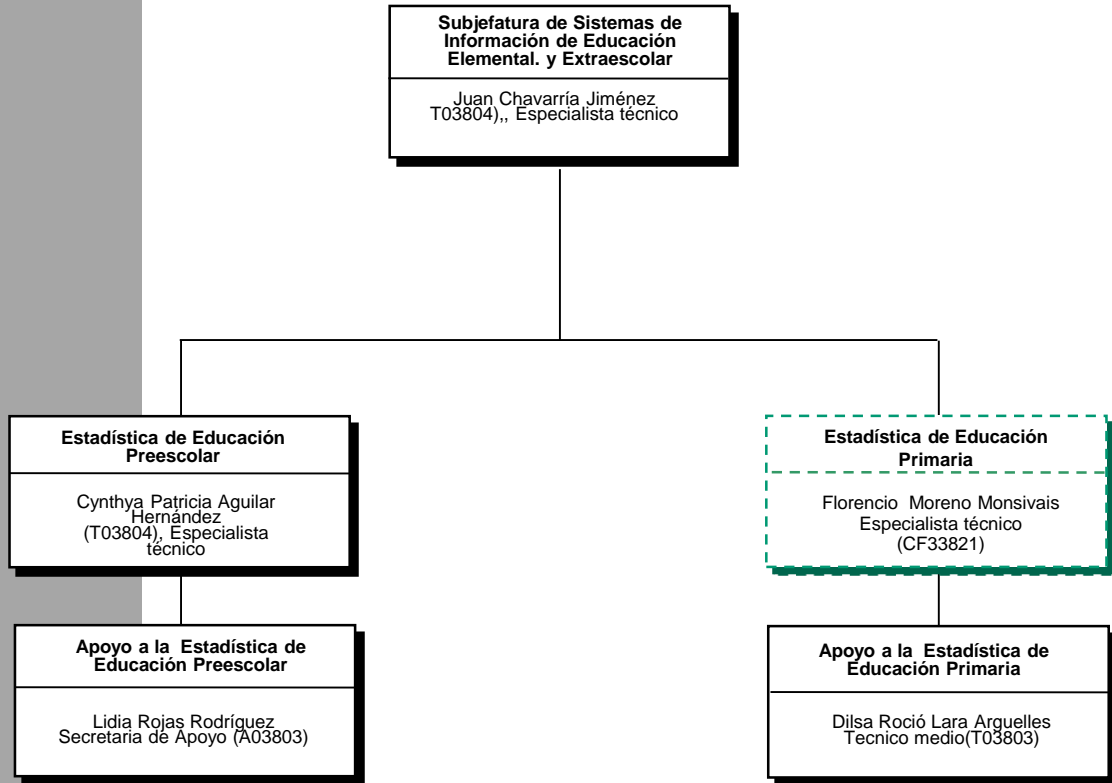 Subjefatura de Sistemas de
Información de Educación
Elemental. y Extraescolar
Juan Chavarría Jiménez
T03804),, Especialista técnico
Estadística de Educación
Preescolar
Cynthya Patricia Aguilar
Hernández
(T03804), Especialista
técnico
Estadística de Educación
Primaria
Florencio  Moreno Monsivais
Especialista técnico
(CF33821)
Apoyo a la  Estadística de
Educación Preescolar
Lidia Rojas Rodríguez
Secretaria de Apoyo (A03803)
Apoyo a la  Estadística de
Educación Primaria
Dilsa Roció Lara Arguelles
Tecnico medio(T03803)